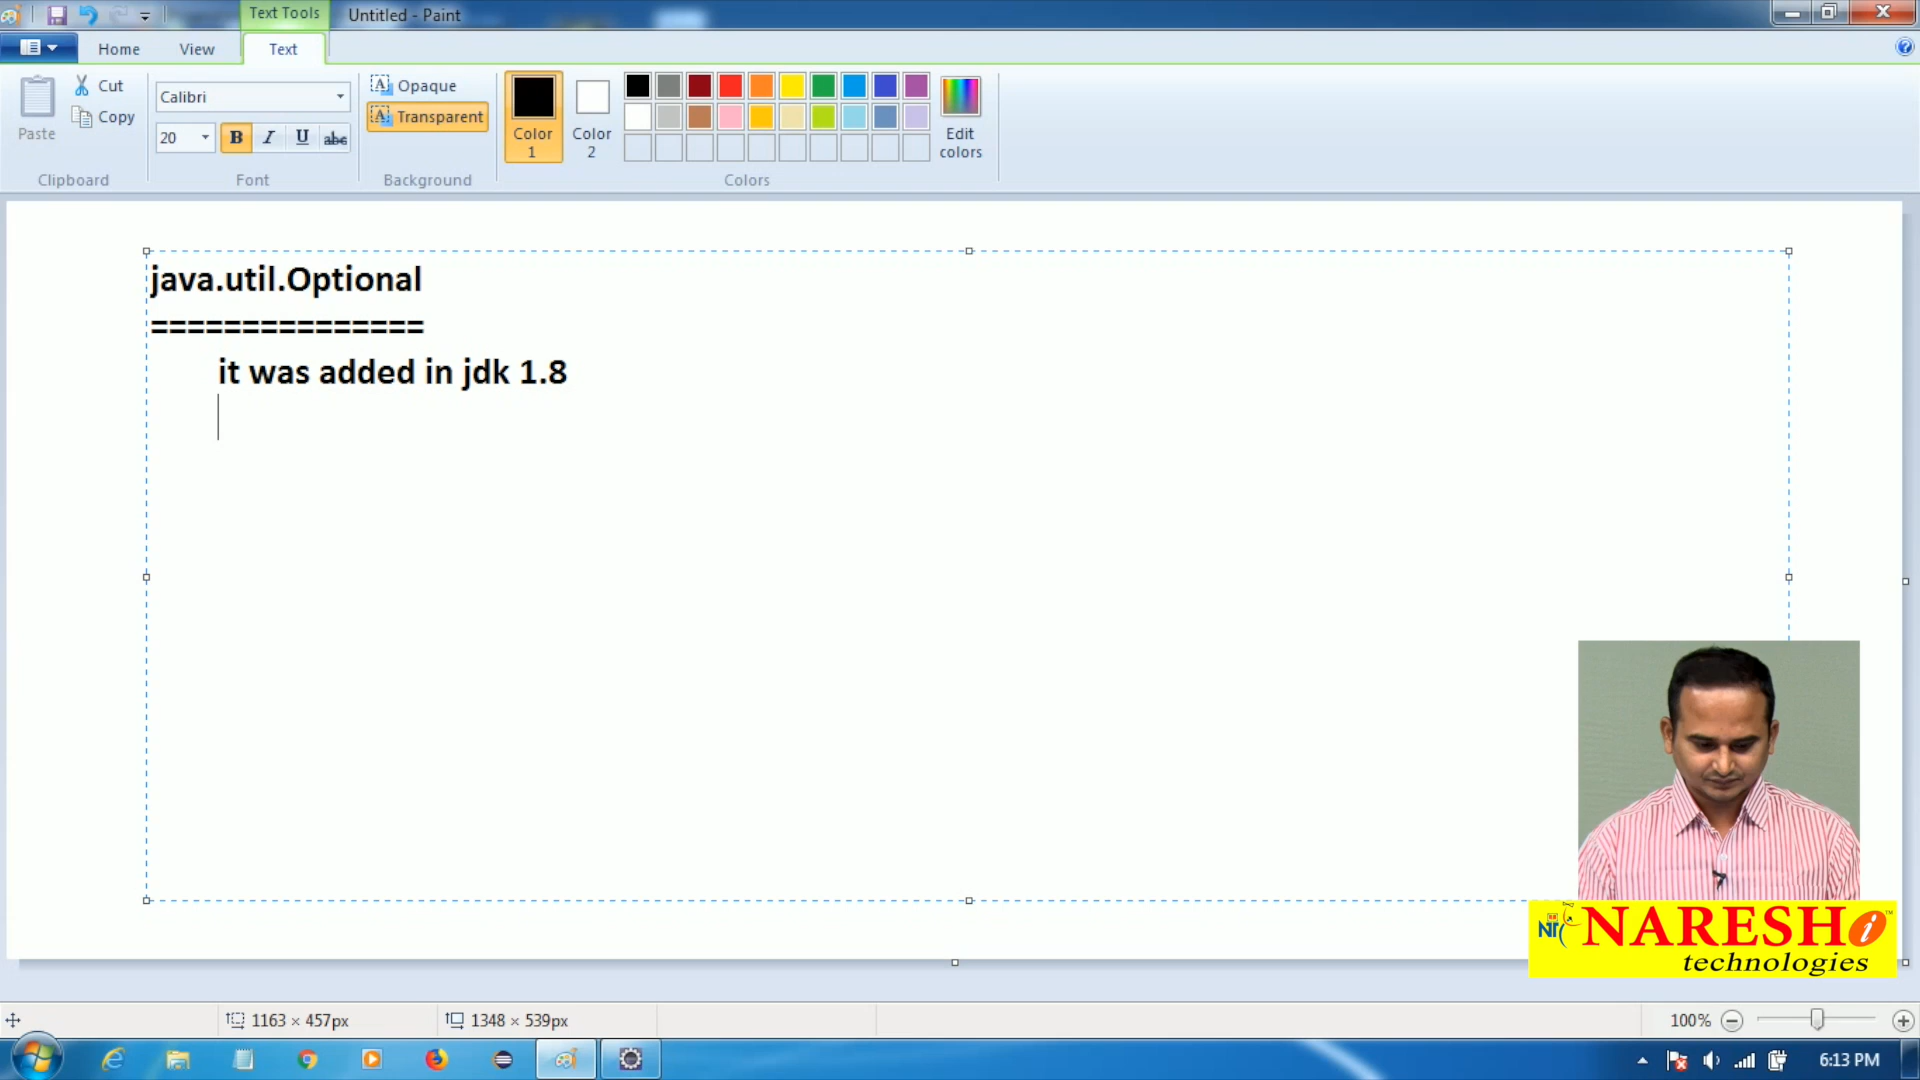 Text Tools
Untitled - Paint
Home
View
Text
Paste
Cut
Copy
Clipboard
Calibri
20
B I U abc
Font
Opaque
Transparent
Background
Color 1
Color 2
Edit colors
Colors
java.util.Optional
===============
it was added in jdk 1.8
NARESH i ™
technologies
1163 × 457px
1348 × 539px
100%
6:13 PM